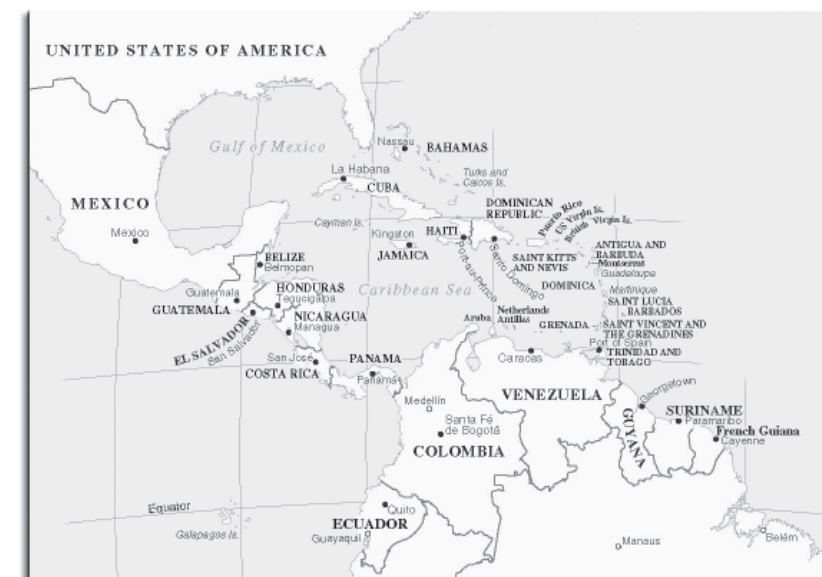 UNITED STATES OF AMERICA
Gulf of Mexico
Nassau
BAHAMAS
La Habana
CUBA
Turks and
Caicos Is.
MEXICO
Mexico
Cayman Is.
Kingston
JAMAICA
HAITI
Port-au-Prince
DOMINICAN
REPUBLIC
Santo Domingo
Puerto Rico
US Virgin Is.
British Virgin Is.
SAINT KITTS
AND NEVIS
ANTIGUA AND
BARBUDA
Montserrat
Guadeloupe
DOMINICA
Martinique
SAINT LUCIA
BARBADOS
BELIZE
Belmopan
Guatemala
GUATEMALA
HONDURAS
Tegucigalpa
Caribbean Sea
EL SALVADOR
San Salvador
NICARAGUA
Managua
Aruba
Netherlands
Antilles
GRENADA
SAINT VINCENT AND
THE GRENADINES
Port of Spain
TRINIDAD AND
TOBAGO
San José
COSTA RICA
PANAMA
Panamá
Caracas
VENEZUELA
Medellín
Santa Fé
de Bogotá
COLOMBIA
Georgetown
GUYANA
SURINAME
Paramaribo
French Guiana
Cayenne
Equator
Galapagos Is.
Quito
ECUADOR
Guayaquil
Manaus
Belém